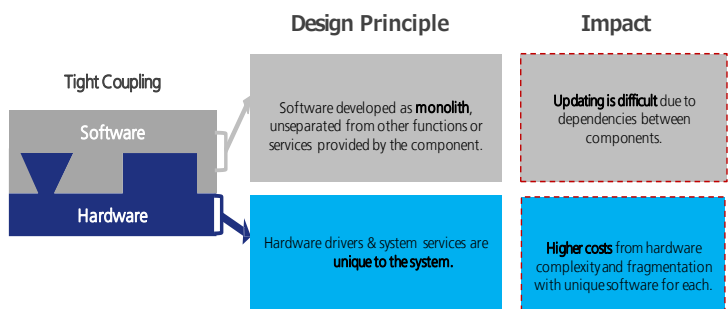 Design Principle
Impact
Tight Coupling
Software
Hardware
Software developed as monolith,
unseparated from other functions or
services provided by the component.
Updating is difficult due to
dependencies between
components.
Hardware drivers & system services are
unique to the system.
Higher costs from hardware
complexity and fragmentation
with unique software for each.